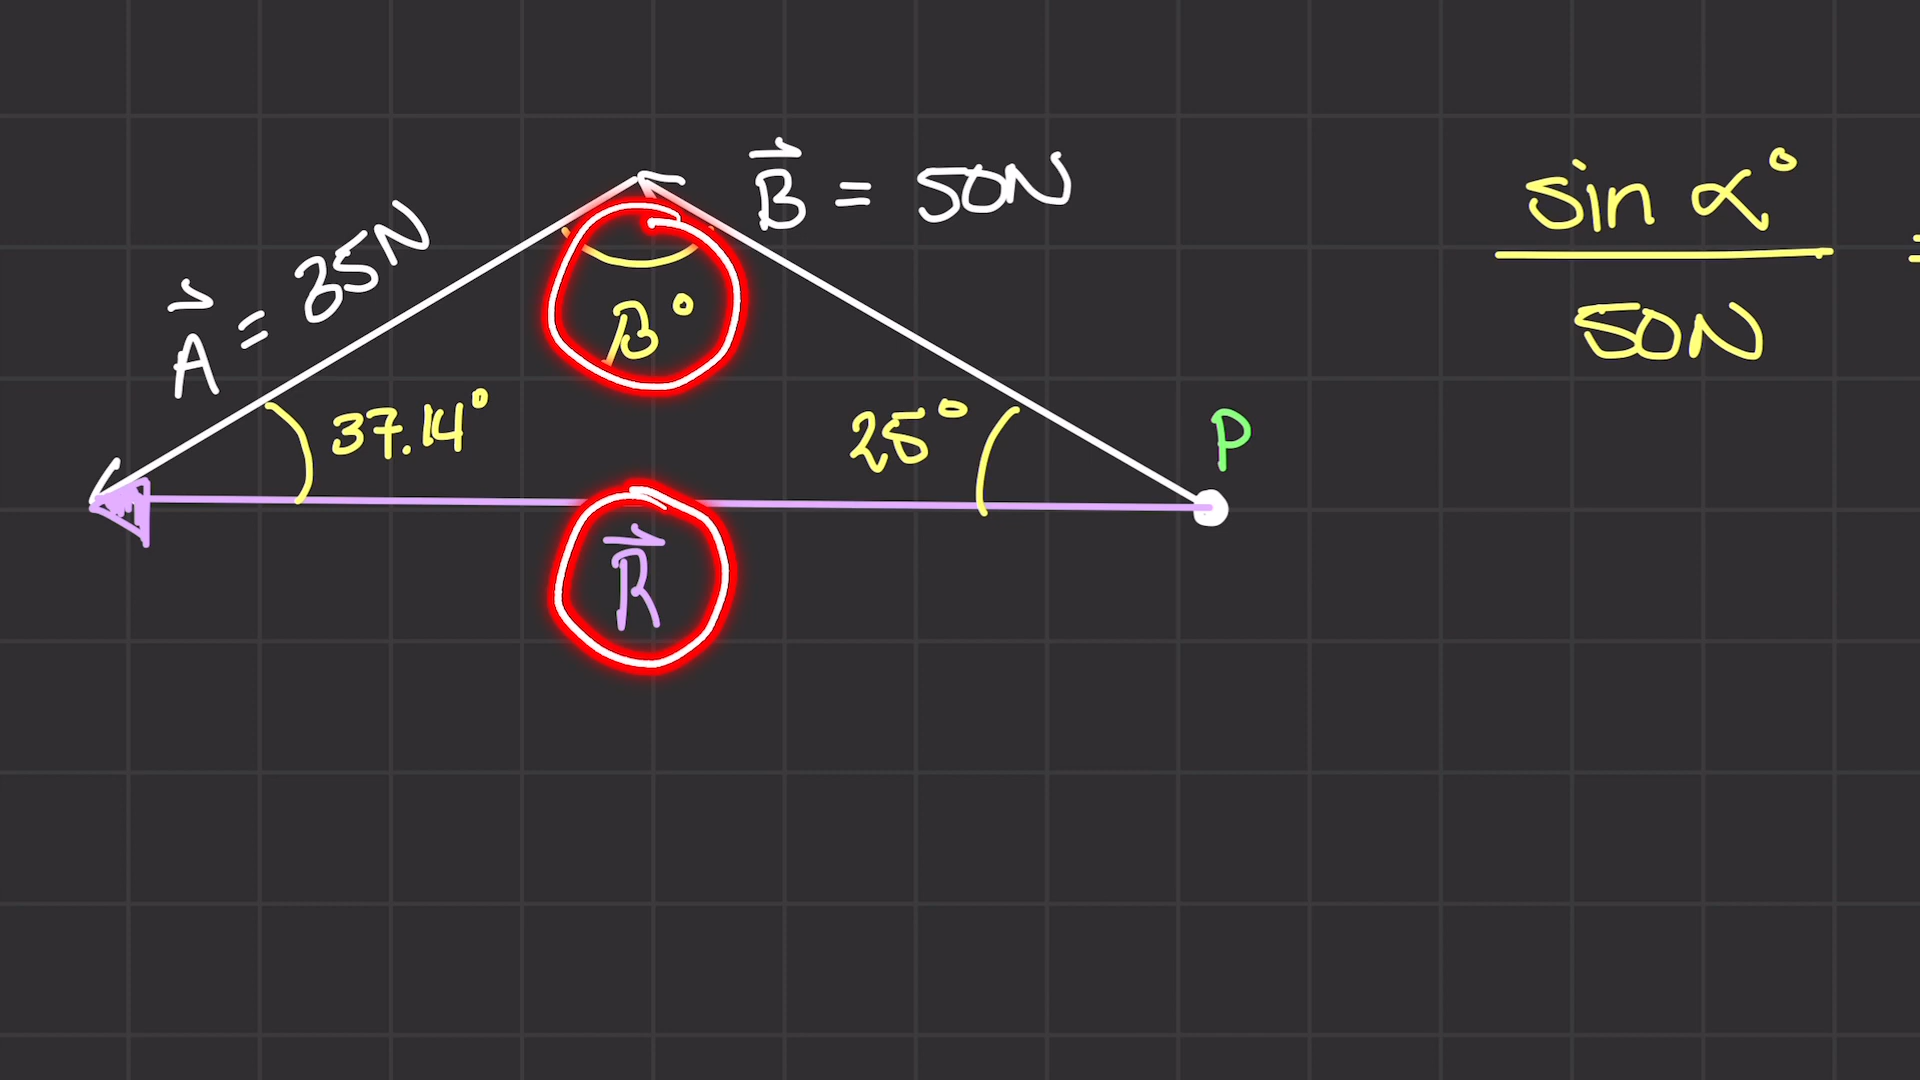 B⃗ = 50N
A⃗ = 35N
β°
37.14°
25°
P
R⃗
sin α°
50N
=